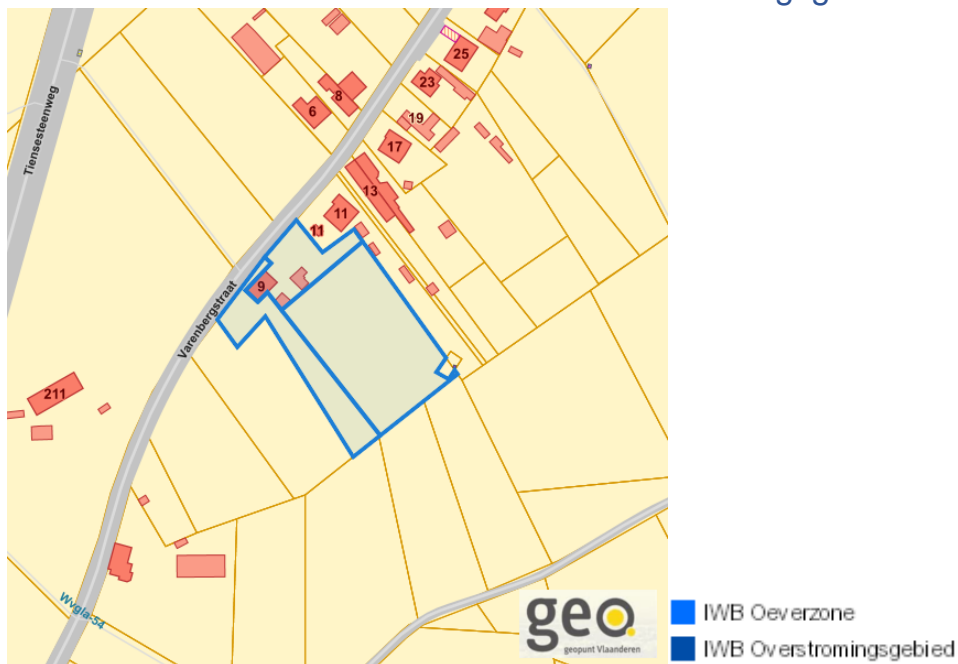 25
23
8
6
19
17
13
11
11
9
211
Tiensesteenweg
Varenbergstraat
Wvgla-54
geo.
geopunt Vlaanderen
IWB Oeverzone
IWB Overstromingsgebied